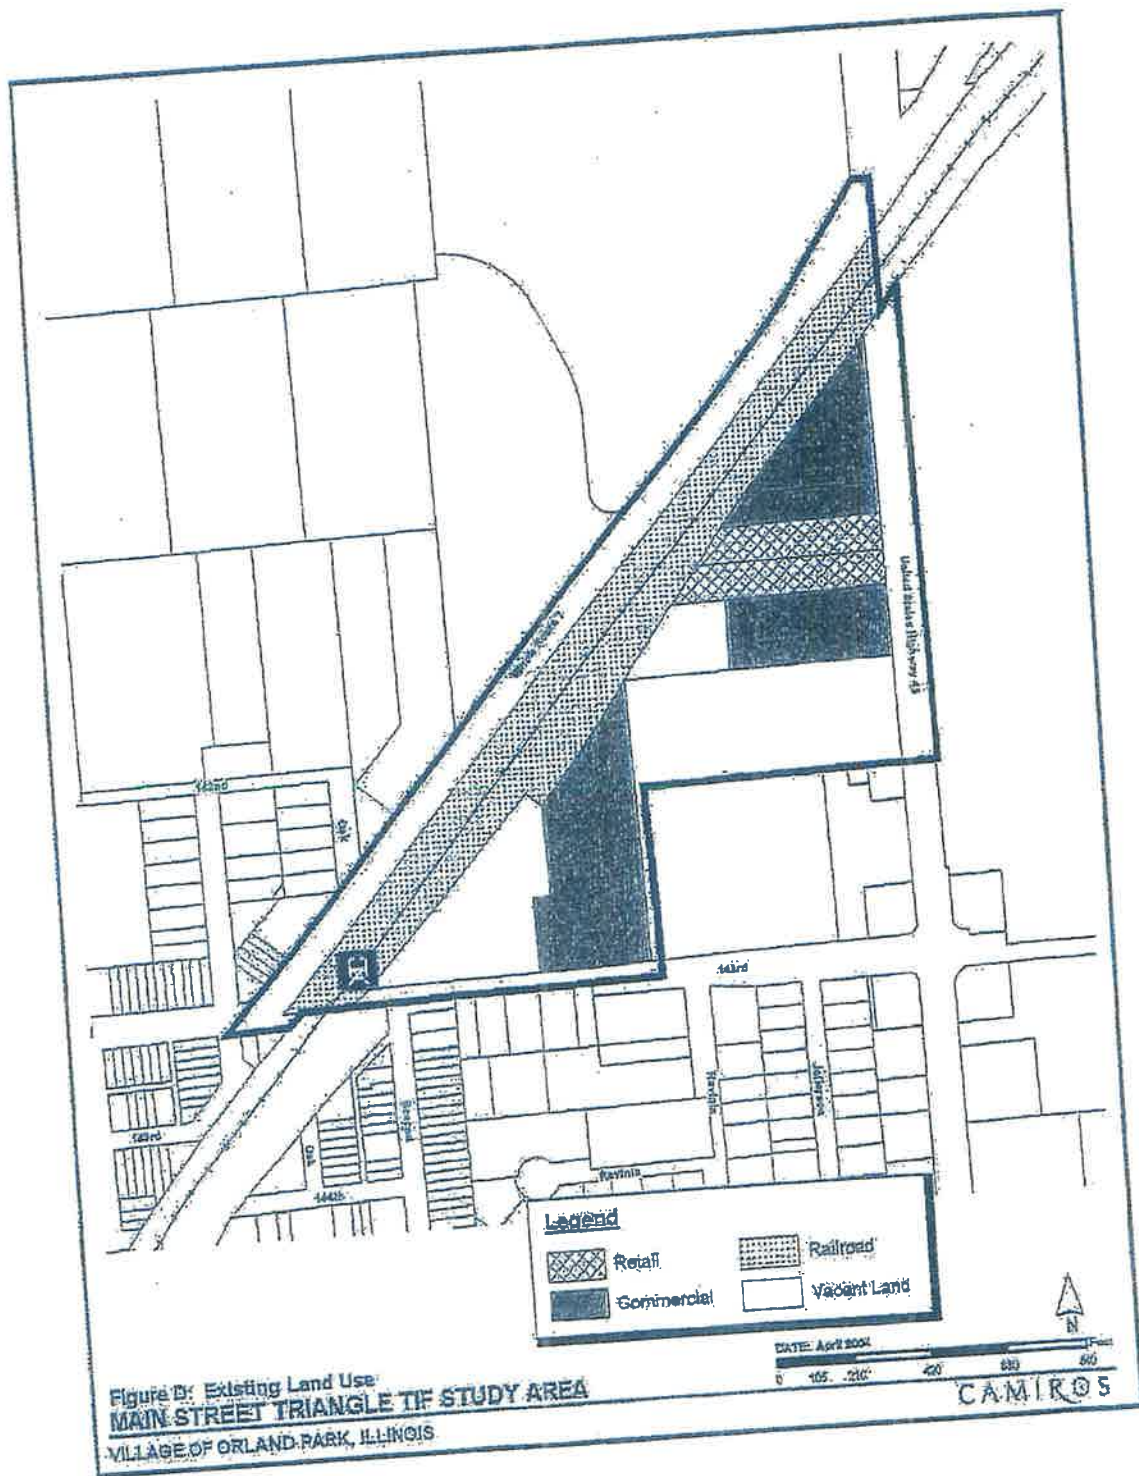 United States Highway 45
142nd
Oak
143rd
Ravinia
Jefferson
143rd
Oak
144th
Ravinia
Legend
Retail
Railroad
Commercial
Vacant Land
N
DATE: April 2004
Feet
0 105 210 420 630 840
Figure D: Existing Land Use
MAIN STREET TRIANGLE TIF STUDY AREA
CAMIROS
VILLAGE OF ORLAND PARK, ILLINOIS